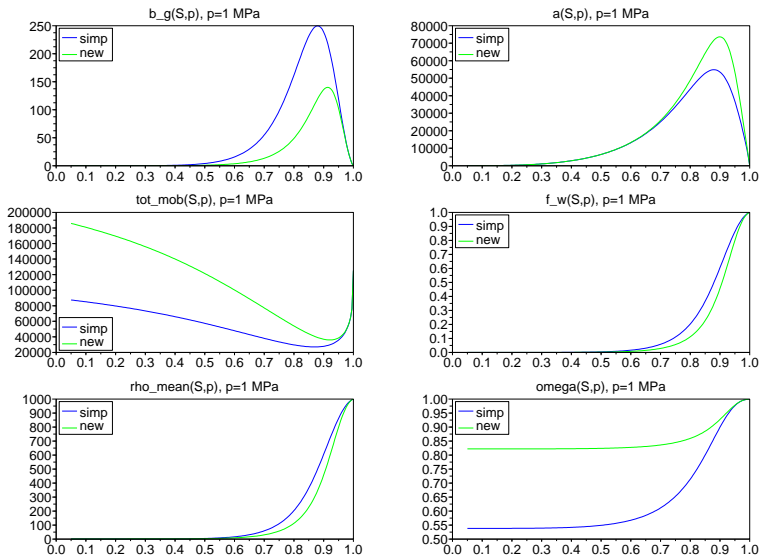 b_g(S,p), p=1 MPa
250
200
150
100
50
0
simp
new
0.0 0.1 0.2 0.3 0.4 0.5 0.6 0.7 0.8 0.9 1.0
a(S,p), p=1 MPa
80000
70000
60000
50000
40000
30000
20000
10000
0
simp
new
0.0 0.1 0.2 0.3 0.4 0.5 0.6 0.7 0.8 0.9 1.0
tot_mob(S,p), p=1 MPa
200000
180000
160000
140000
120000
100000
80000
60000
40000
20000
simp
new
0.0 0.1 0.2 0.3 0.4 0.5 0.6 0.7 0.8 0.9 1.0
f_w(S,p), p=1 MPa
1.0
0.9
0.8
0.7
0.6
0.5
0.4
0.3
0.2
0.1
0.0
simp
new
0.0 0.1 0.2 0.3 0.4 0.5 0.6 0.7 0.8 0.9 1.0
rho_mean(S,p), p=1 MPa
1000
900
800
700
600
500
400
300
200
100
0
simp
new
0.0 0.1 0.2 0.3 0.4 0.5 0.6 0.7 0.8 0.9 1.0
omega(S,p), p=1 MPa
1.00
0.95
0.90
0.85
0.80
0.75
0.70
0.65
0.60
0.55
0.50
simp
new
0.0 0.1 0.2 0.3 0.4 0.5 0.6 0.7 0.8 0.9 1.0